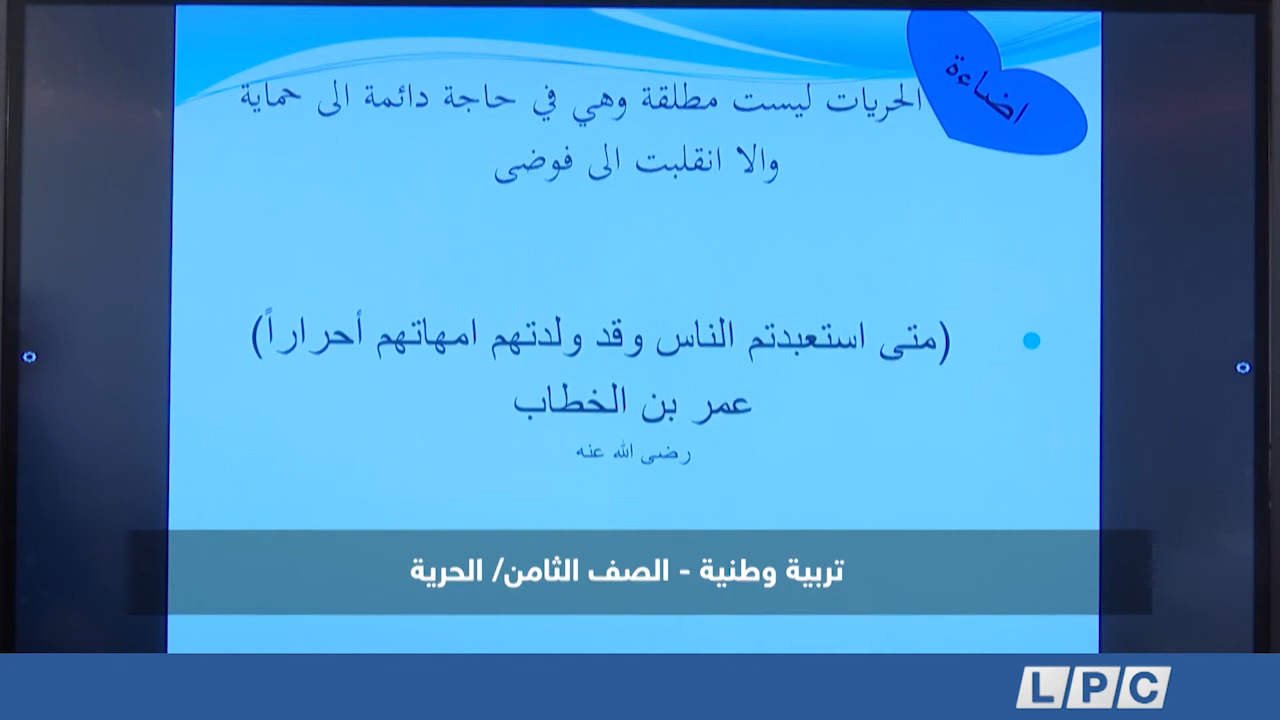 اضاءة
الحريات ليست مطلقة وهي في حاجة دائمة الى حماية
والا انقلبت الى فوضى
(متى استعبدتم الناس وقد ولدتهم امهاتهم أحراراً)
عمر بن الخطاب
رضى الله عنه
تربية وطنية - الصف الثامن/ الحرية
LPC